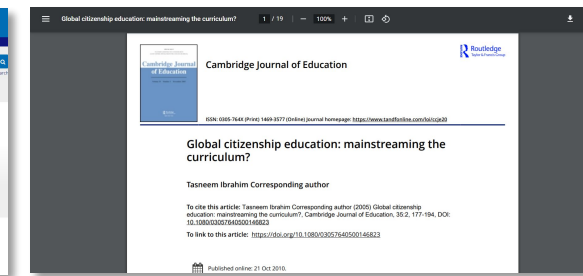 Global citizenship education: mainstreaming the curriculum?
1 / 19
100%
Cambridge Journal
of Education
Cambridge Journal of Education
Routledge
Taylor & Francis Group
ISSN: 0305-764X (Print) 1469-3577 (Online) Journal homepage: https://www.tandfonline.com/loi/ccje20
Global citizenship education: mainstreaming the
curriculum?
Tasneem Ibrahim Corresponding author
To cite this article: Tasneem Ibrahim Corresponding author (2005) Global citizenship
education: mainstreaming the curriculum?, Cambridge Journal of Education, 35:2, 177-194, DOI:
10.1080/03057640500146823
To link to this article: https://doi.org/10.1080/03057640500146823
Published online: 21 Oct 2010.